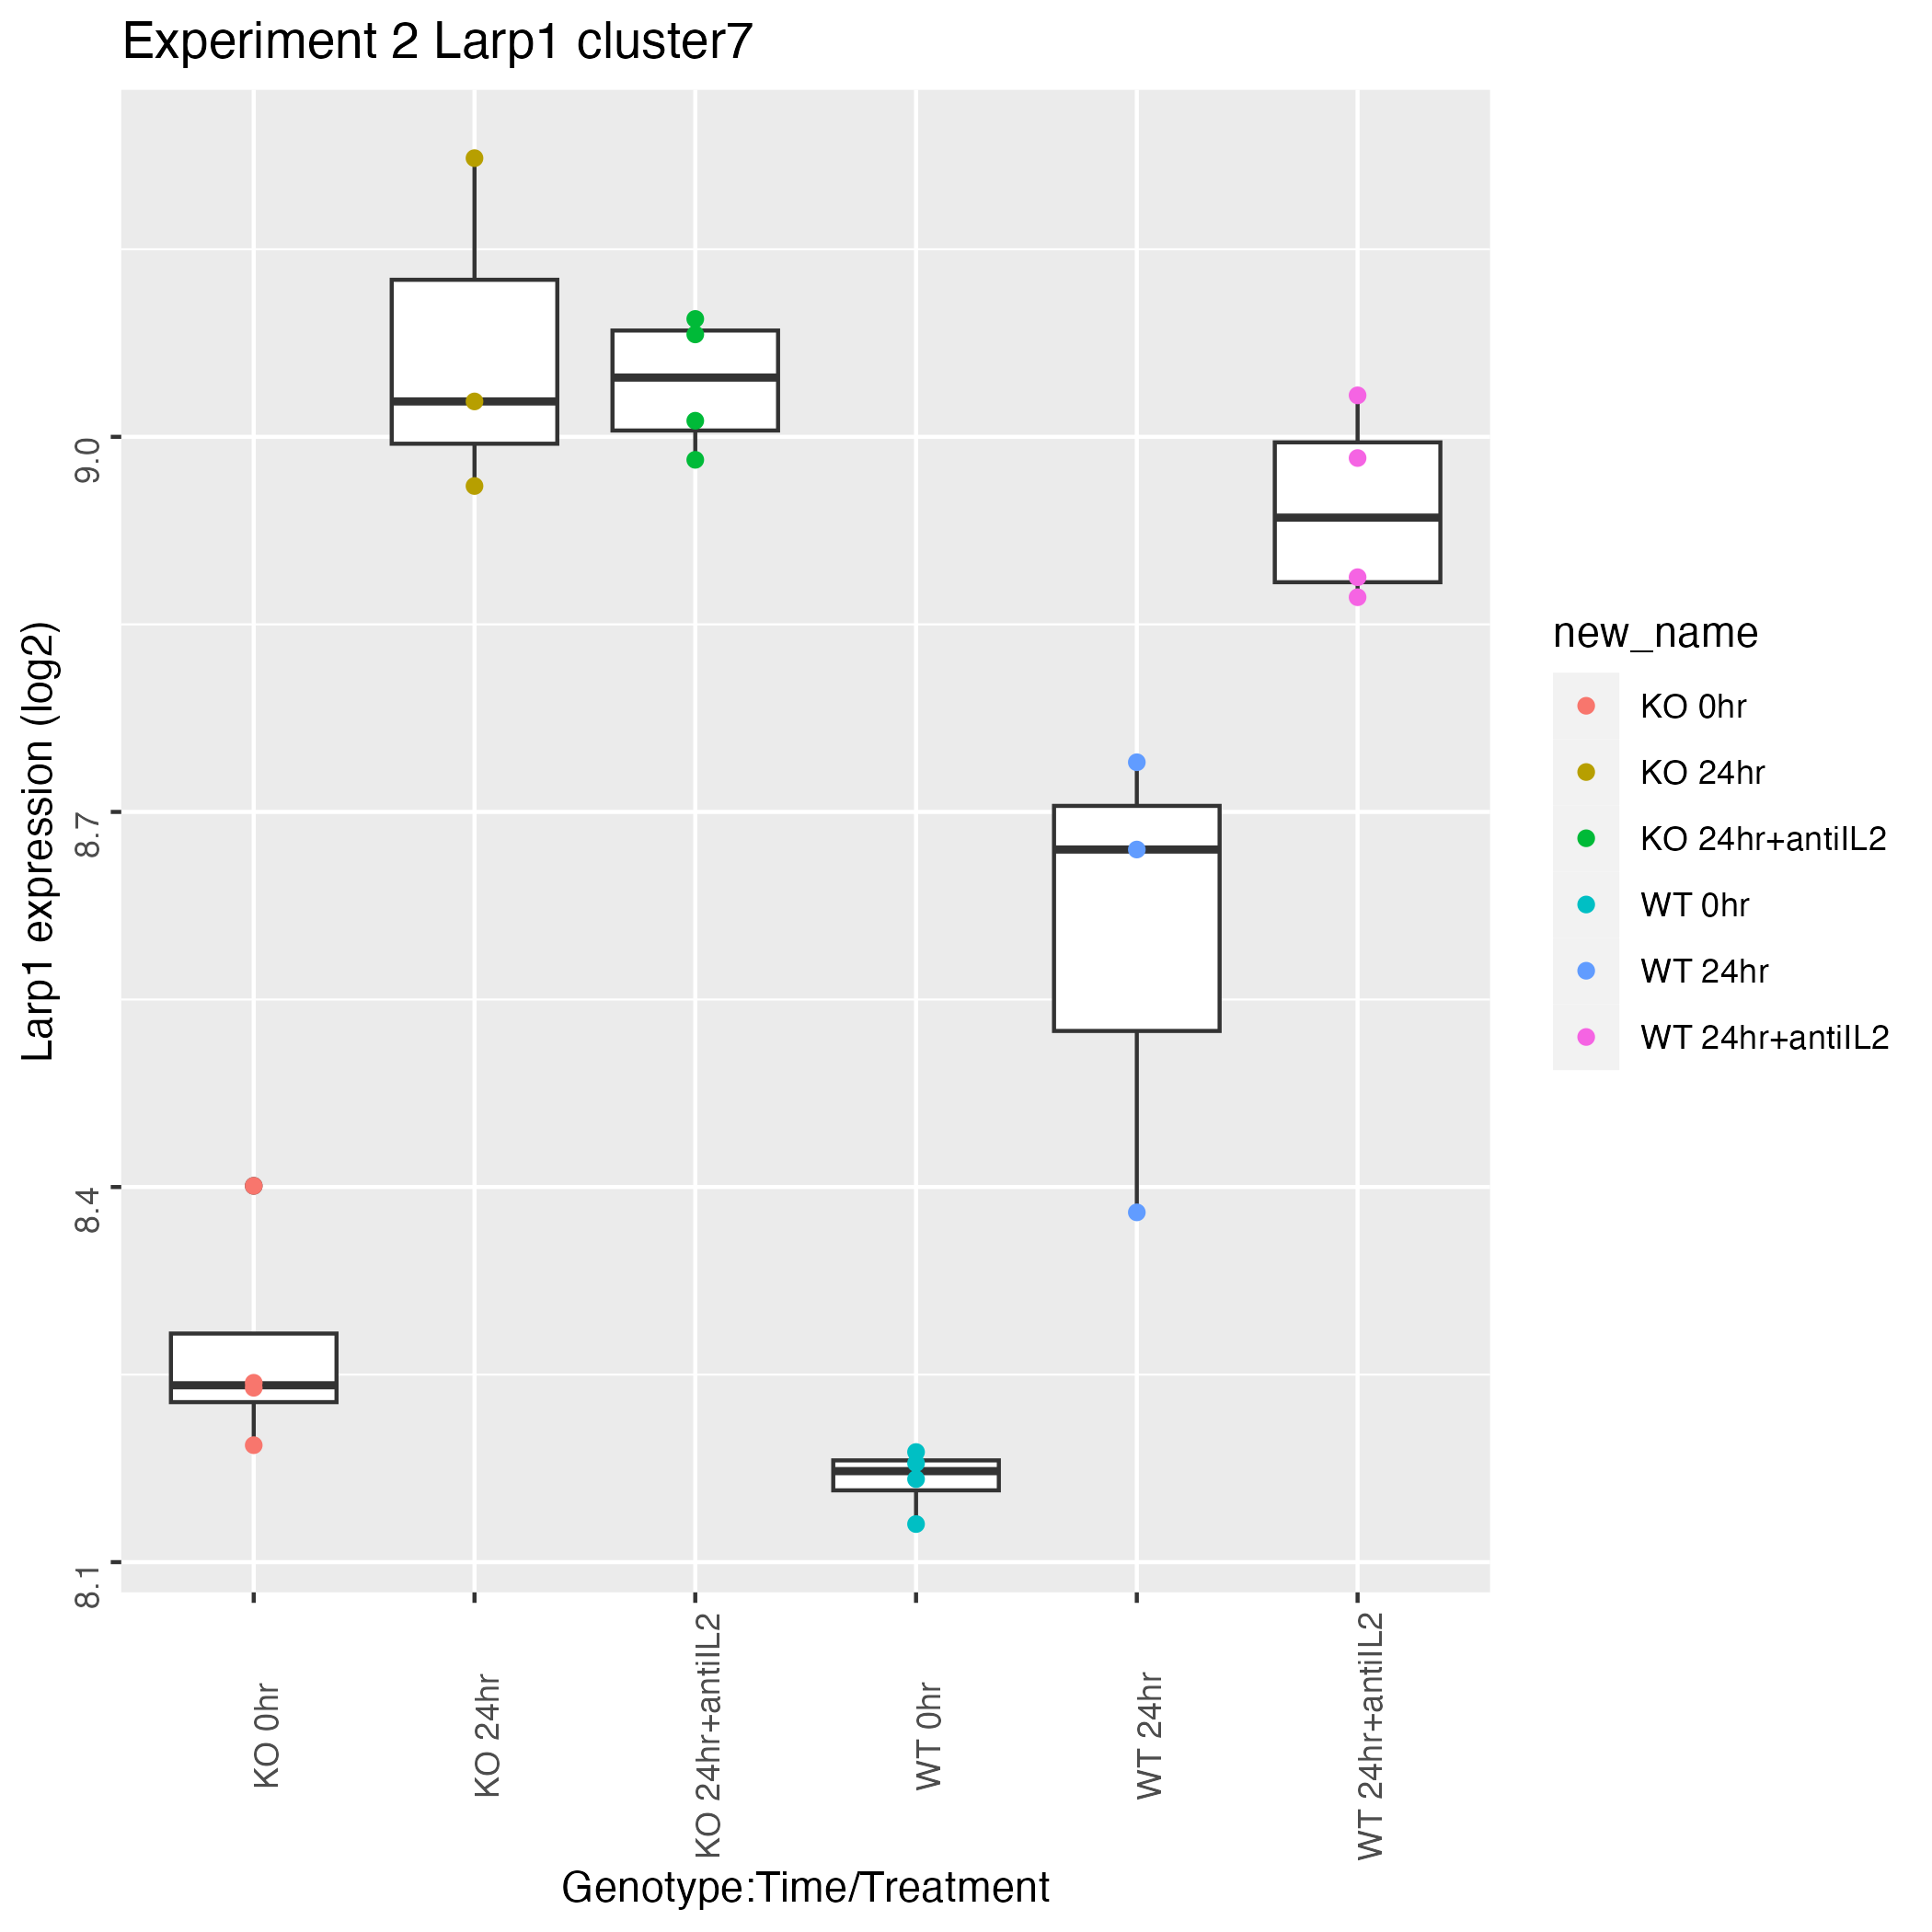 Experiment 2 Larp1 cluster7
Larp1 expression (log2)
9.0
8.7
8.4
8.1
KO 0hr
KO 24hr
KO 24hr+antiIL2
WT 0hr
WT 24hr
WT 24hr+antiIL2
Genotype:Time/Treatment
new_name
KO 0hr
KO 24hr
KO 24hr+antiIL2
WT 0hr
WT 24hr
WT 24hr+antiIL2